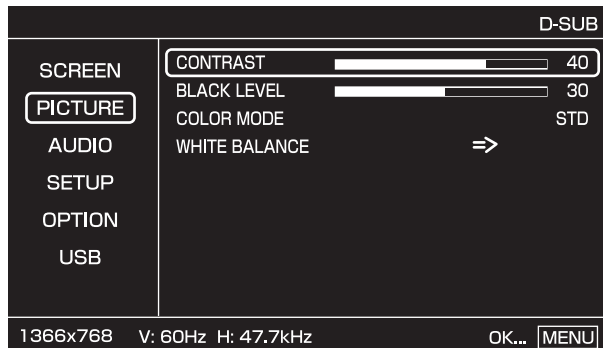 D-SUB
SCREEN
PICTURE
AUDIO
SETUP
OPTION
USB
CONTRAST 40
BLACK LEVEL 30
COLOR MODE STD
WHITE BALANCE =>
1366x768 V: 60Hz H: 47.7kHz OK... MENU